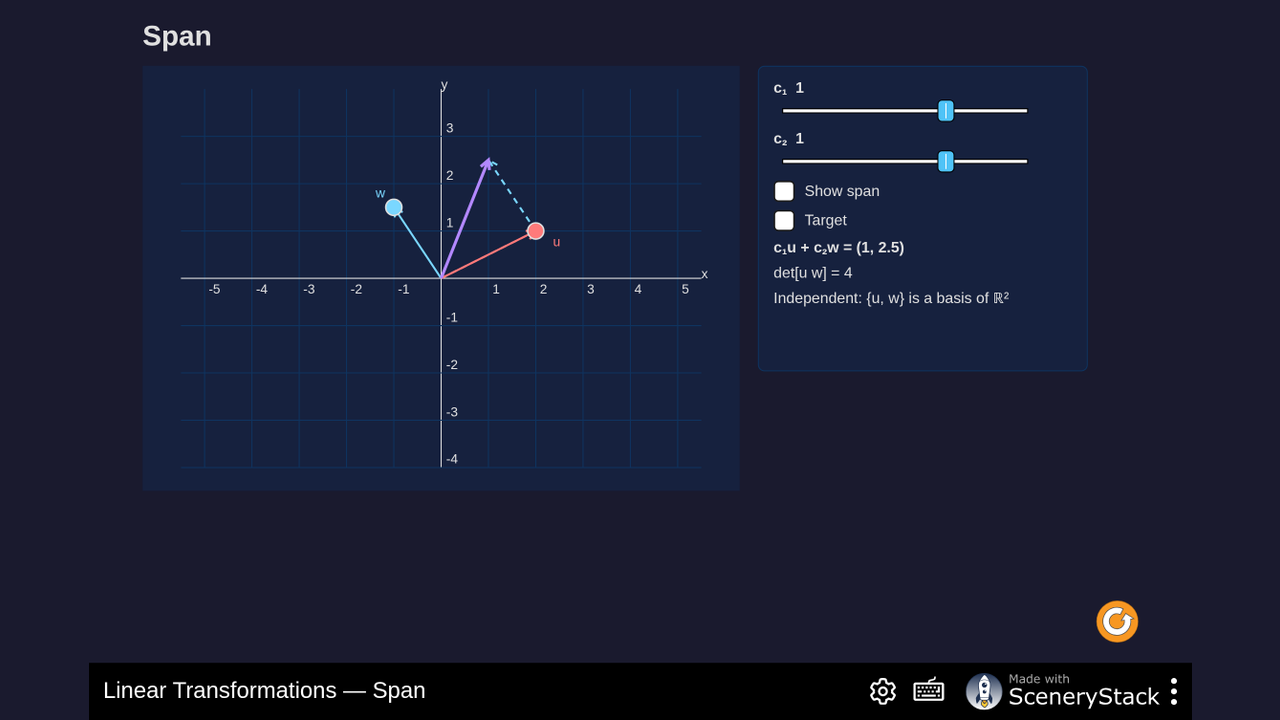 Span
y
3
2
1
-1
-2
-3
-4
-5 -4 -3 -2 -1 1 2 3 4 5
x
w
u
c₁ 1
c₂ 1
Show span
Target
c₁u + c₂w = (1, 2.5)
det[u w] = 4
Independent: {u, w} is a basis of ℝ²
Linear Transformations — Span
Made with
SceneryStack